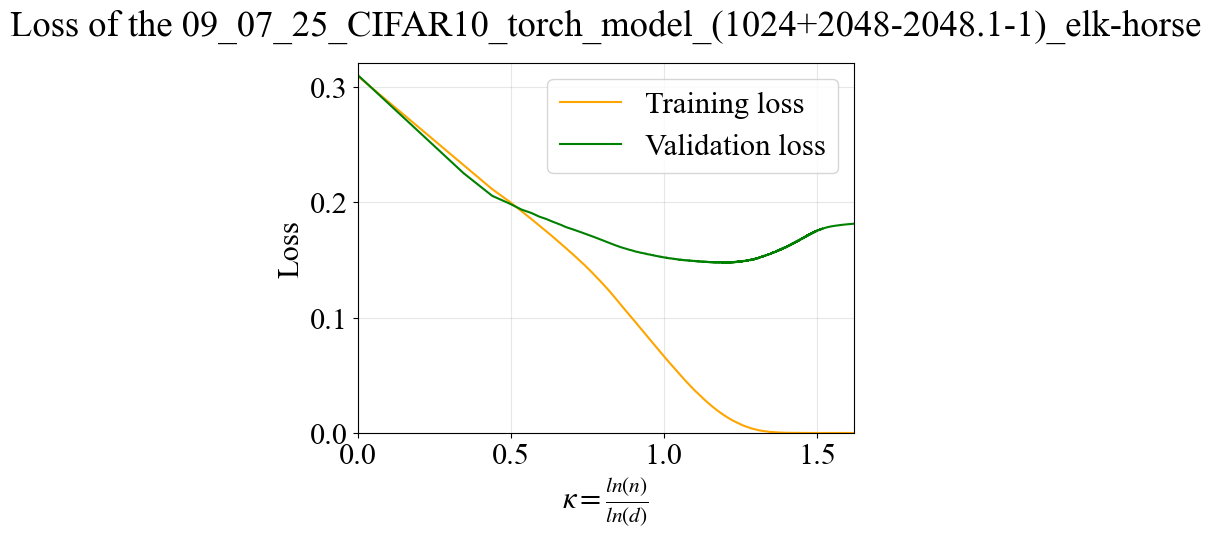 Loss of the 09_07_25_CIFAR10_torch_model_(1024+2048-2048.1-1)_elk-horse
Training loss
Validation loss
Loss
0.3
0.2
0.1
0.0
0.0 0.5 1.0 1.5
κ = ln(n)/ln(d)